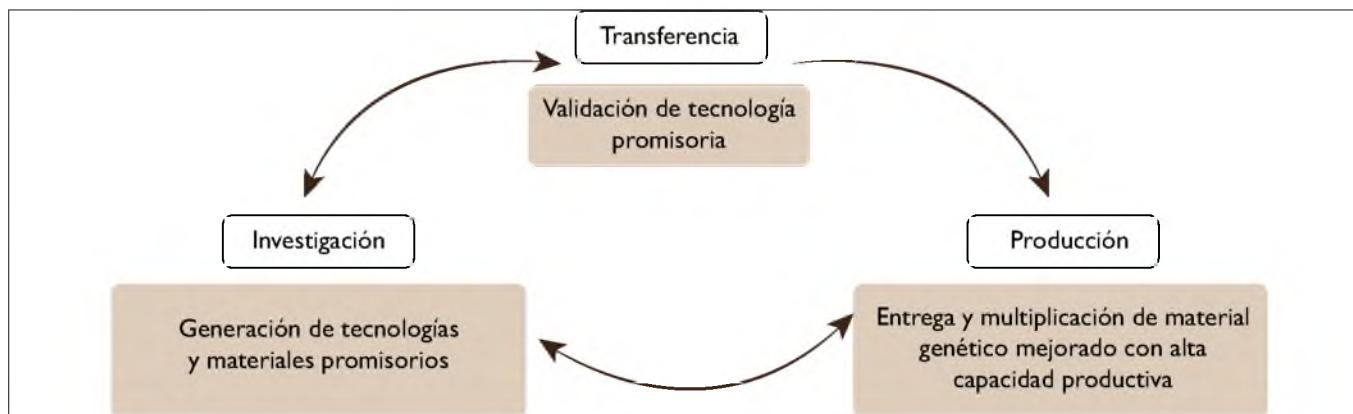 Transferencia
Validación de tecnología
promisoria
Investigación
Generación de tecnologías
y materiales promisorios
Producción
Entrega y multiplicación de material
genético mejorado con alta
capacidad productiva